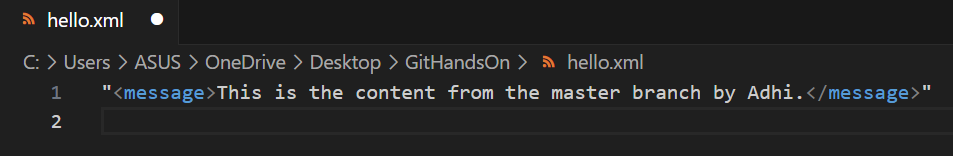 hello.xml
C: > Users > ASUS > OneDrive > Desktop > GitHandsOn > hello.xml
1 "<message>This is the content from the master branch by Adhi.</message>"
2